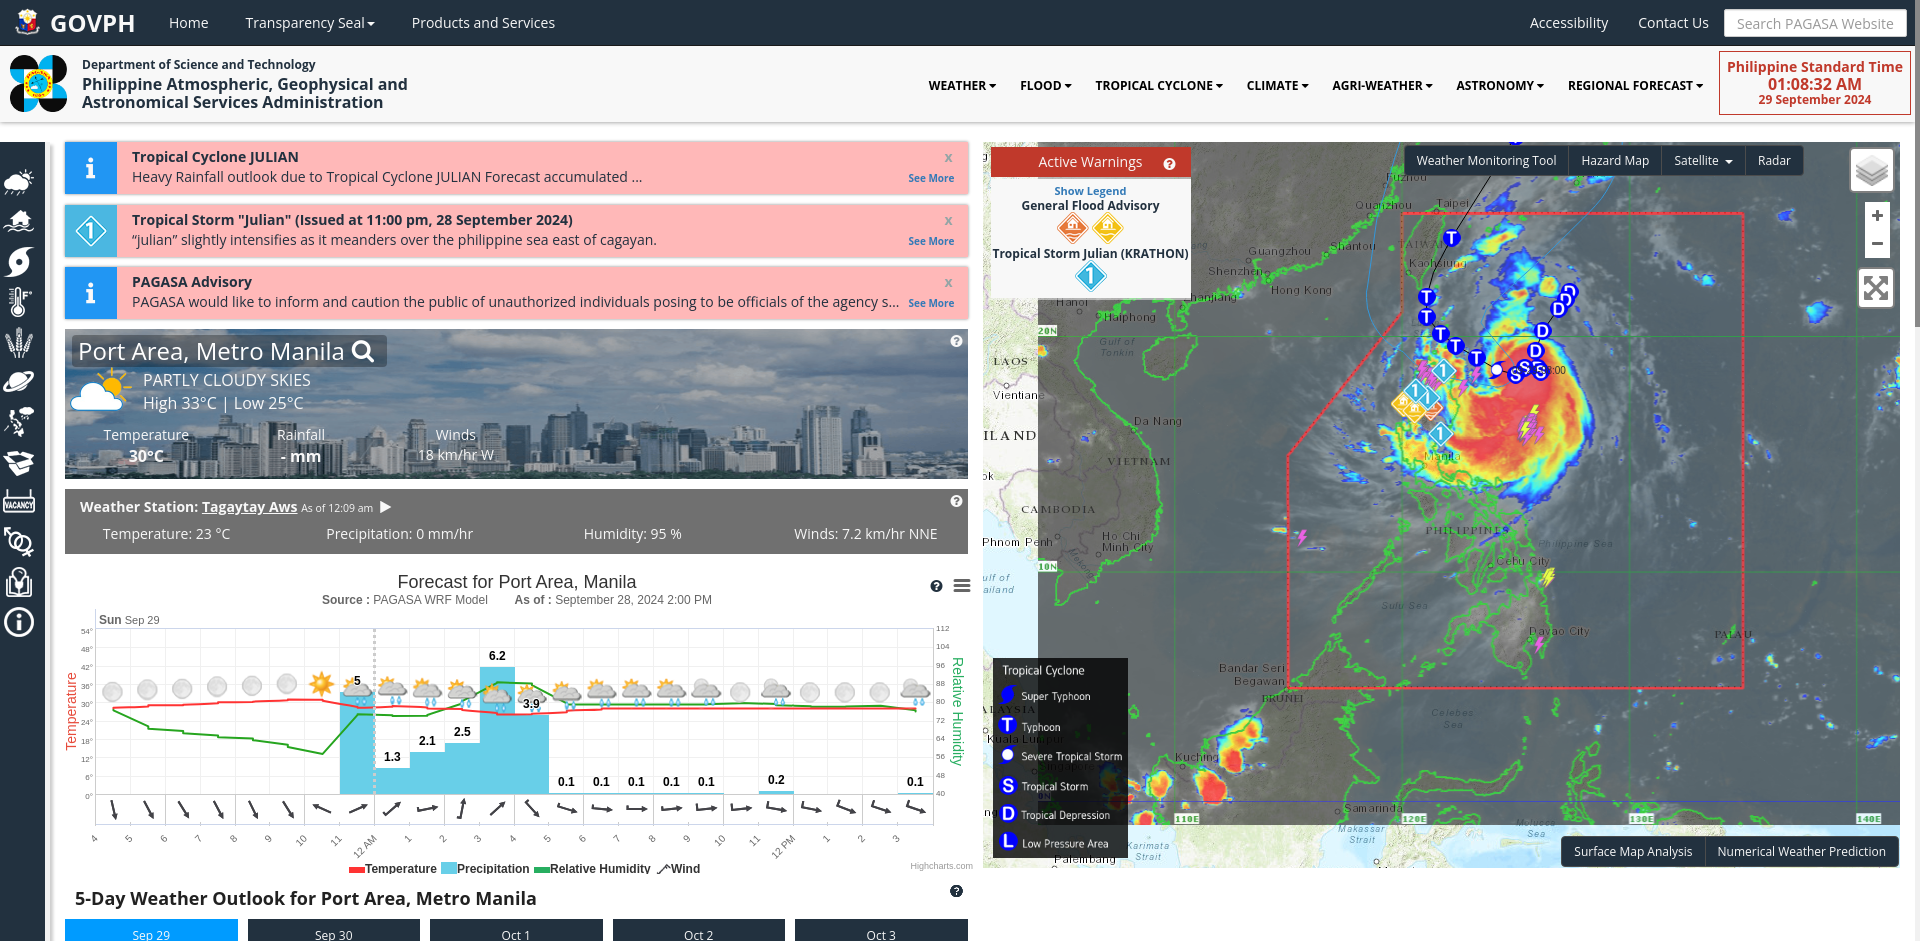 GOVPH
Home
Transparency Seal
Products and Services
Accessibility
Contact Us
Search PAGASA Website
Department of Science and Technology
Philippine Atmospheric, Geophysical and
Astronomical Services Administration
WEATHER
FLOOD
TROPICAL CYCLONE
CLIMATE
AGRI-WEATHER
ASTRONOMY
REGIONAL FORECAST
Philippine Standard Time
01:08:32 AM
29 September 2024
VACANCY
Tropical Cyclone JULIAN
x
Heavy Rainfall outlook due to Tropical Cyclone JULIAN Forecast accumulated ...
See More
1
Tropical Storm "Julian" (Issued at 11:00 pm, 28 September 2024)
x
“julian” slightly intensifies as it meanders over the philippine sea east of cagayan.
See More
PAGASA Advisory
x
PAGASA would like to inform and caution the public of unauthorized individuals posing to be officials of the agency s...
See More
Port Area, Metro Manila
PARTLY CLOUDY SKIES
High 33°C | Low 25°C
Temperature
Rainfall
Winds
30°C
- mm
18 km/hr W
Weather Station: Tagaytay Aws As of 12:09 am
Temperature: 23 °C
Precipitation: 0 mm/hr
Humidity: 95 %
Winds: 7.2 km/hr NNE
Forecast for Port Area, Manila
Source : PAGASA WRF Model
As of : September 28, 2024 2:00 PM
Sun Sep 29
Temperature
54°
48°
42°
36°
30°
24°
18°
12°
6°
0°
112
104
96
88
80
72
64
56
48
40
Relative Humidity
5
1.3
2.1
2.5
6.2
3.9
0.1
0.1
0.1
0.1
0.1
0.2
0.1
4
5
6
7
8
9
10
11
12 AM
1
2
3
4
5
6
7
8
9
10
11
12 PM
1
2
3
Temperature
Precipitation
Relative Humidity
Wind
Highcharts.com
5-Day Weather Outlook for Port Area, Metro Manila
Sep 29
Sep 30
Oct 1
Oct 2
Oct 3
Active Warnings
Show Legend
General Flood Advisory
Tropical Storm Julian (KRATHON)
1
Weather Monitoring Tool
Hazard Map
Satellite
Radar
+
−
Fuzhou
Quanzhou
Taipei
Guangzhou
Shantou
TAIWAN
Shenzhen
Kaohsiung
Hong Kong
Zhanjiang
Hanoi
Haiphong
20N
Gulf of
Tonkin
LAOS
Vientiane
Da Nang
VIETNAM
CAMBODIA
Ho Chi
Minh City
Phnom Penh
10N
Manila
PHILIPPINES
Philippine Sea
Cebu City
Sulu Sea
Davao City
PALAU
Bandar Seri
Begawan
BRUNEI
Celebes
Sea
Kuching
Samarinda
Makassar
Strait
Molucca
Sea
Karimata
Strait
Palembang
Kuala Lumpur
110E
120E
130E
140E
T
T
T
T
T
T
S
S
S
D
D
D
D
D
1
1
1
1
Tropical Cyclone
Super Typhoon
T Typhoon
Severe Tropical Storm
S Tropical Storm
D Tropical Depression
L Low Pressure Area
Surface Map Analysis
Numerical Weather Prediction